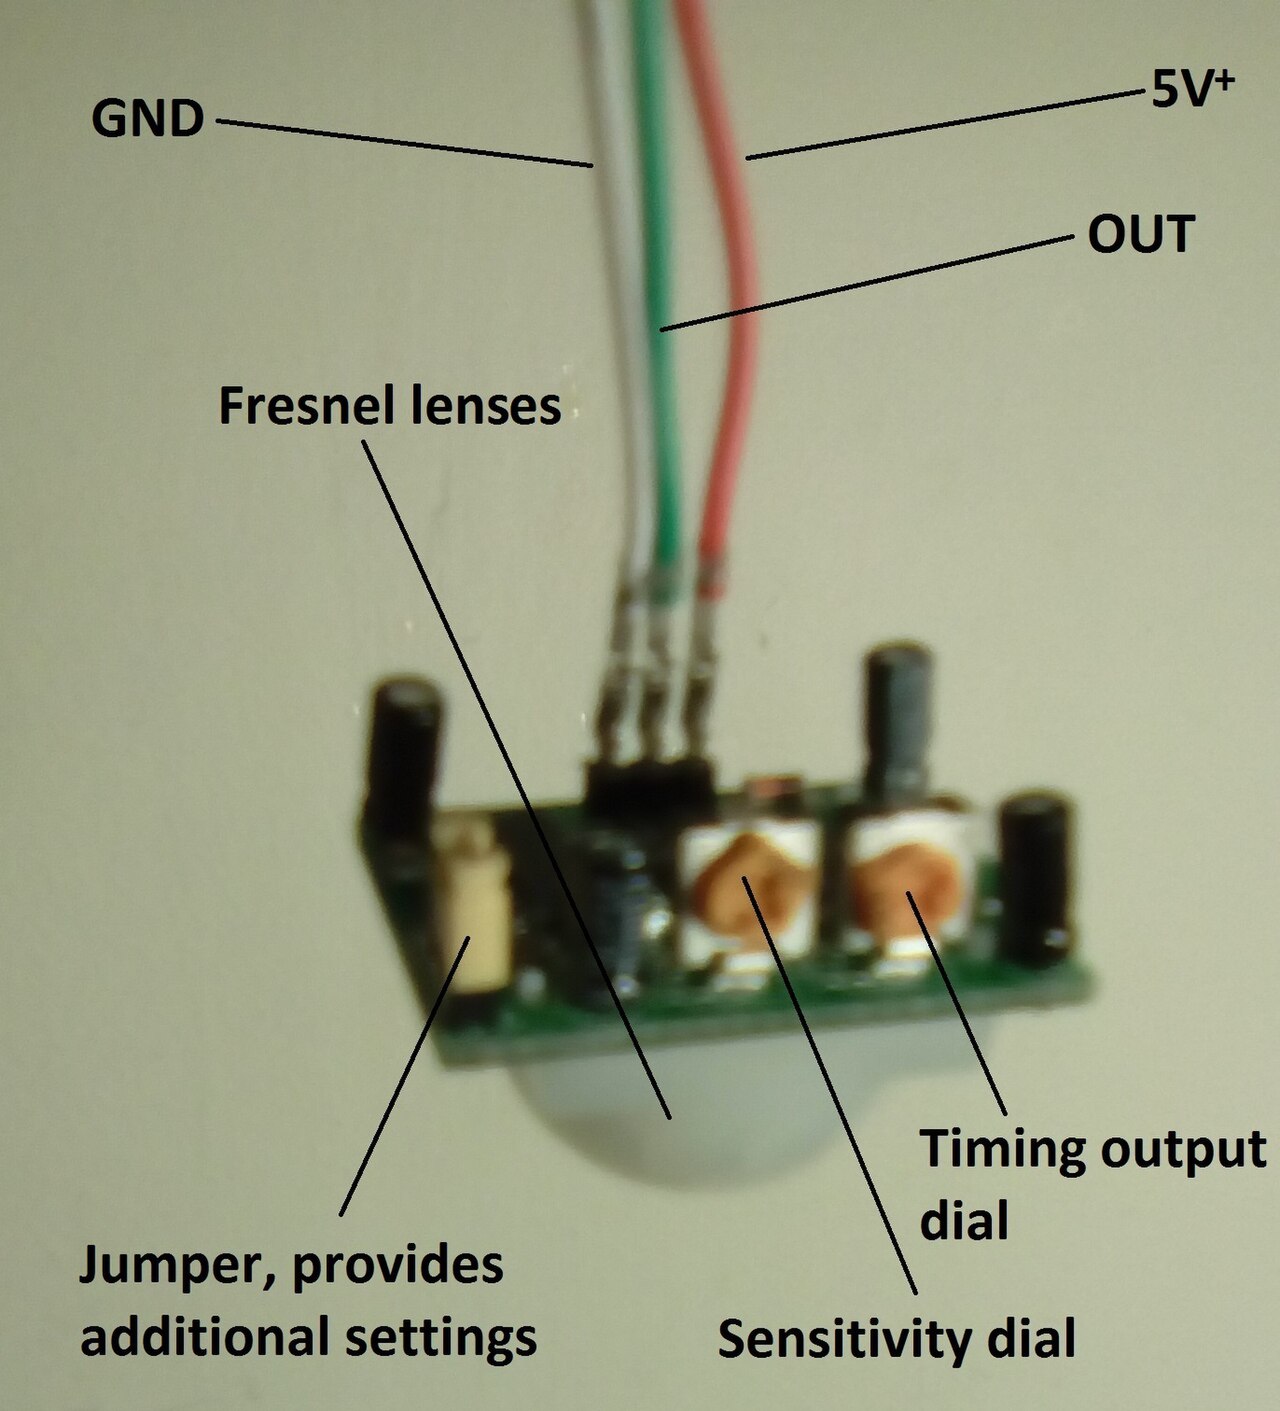 GND
5V+
OUT
Fresnel lenses
Timing output
dial
Jumper, provides
additional settings
Sensitivity dial